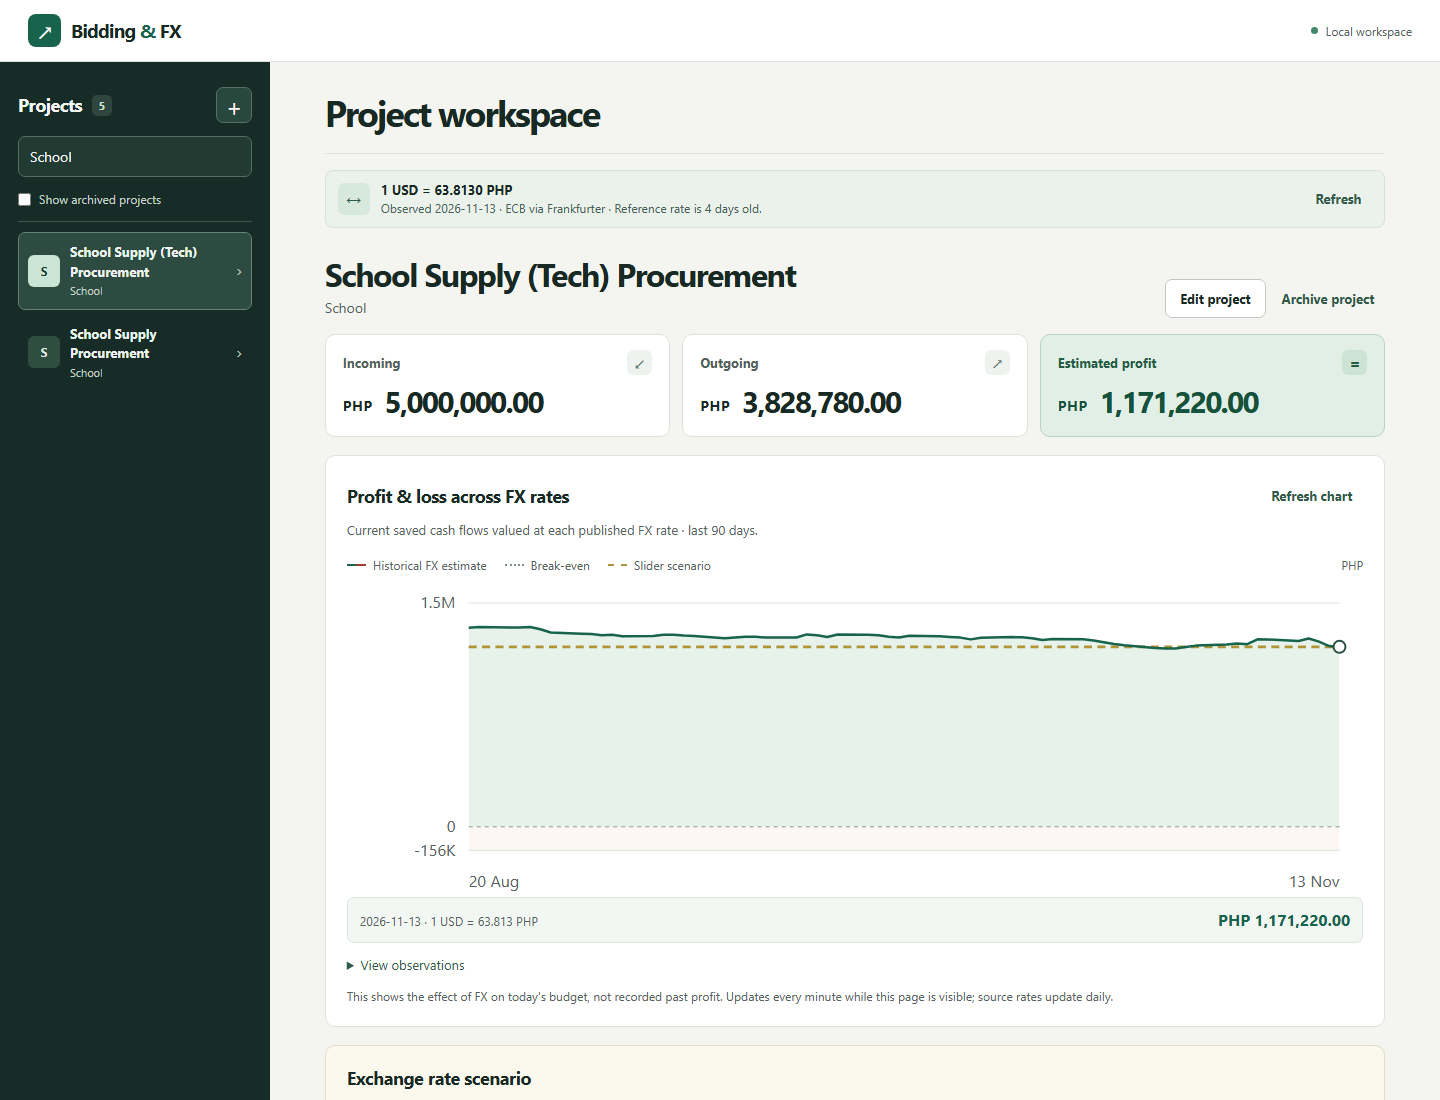 Bidding & FX
Local workspace
Projects 5
+
School
Show archived projects
S
School Supply (Tech)
Procurement
School
S
School Supply
Procurement
School
Project workspace
1 USD = 63.8130 PHP
Observed 2026-11-13 · ECB via Frankfurter · Reference rate is 4 days old.
Refresh
School Supply (Tech) Procurement
School
Edit project
Archive project
Incoming
PHP 5,000,000.00
Outgoing
PHP 3,828,780.00
Estimated profit
=
PHP 1,171,220.00
Profit & loss across FX rates
Refresh chart
Current saved cash flows valued at each published FX rate · last 90 days.
Historical FX estimate
Break-even
Slider scenario
PHP
1.5M
0
-156K
20 Aug
13 Nov
2026-11-13 · 1 USD = 63.813 PHP
PHP 1,171,220.00
View observations
This shows the effect of FX on today's budget, not recorded past profit. Updates every minute while this page is visible; source rates update daily.
Exchange rate scenario